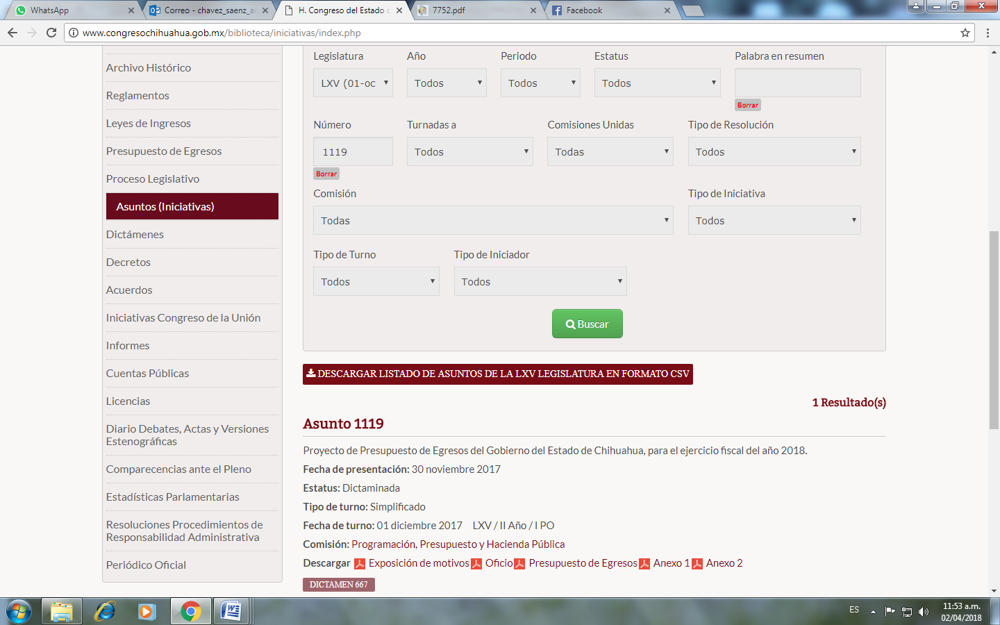 WhatsApp
Correo - chavez_saenz_a
H. Congreso del Estado d
7752.pdf
Facebook
www.congresochihuahua.gob.mx/biblioteca/iniciativas/index.php
Archivo Histórico
Reglamentos
Leyes de Ingresos
Presupuesto de Egresos
Proceso Legislativo
Asuntos (Iniciativas)
Dictámenes
Decretos
Acuerdos
Iniciativas Congreso de la Unión
Informes
Cuentas Públicas
Licencias
Diario Debates, Actas y Versiones
Estenográficas
Comparecencias ante el Pleno
Estadísticas Parlamentarias
Resoluciones Procedimientos de
Responsabilidad Administrativa
Periódico Oficial
Legislatura Año Periodo Estatus Palabra en resumen
LXV (01-oc Todos Todos Todos
Borrar
Número Turnadas a Comisiones Unidas Tipo de Resolución
1119 Todos Todas Todos
Borrar
Comisión Tipo de Iniciativa
Todas Todos
Tipo de Turno Tipo de Iniciador
Todos Todos
Buscar
DESCARGAR LISTADO DE ASUNTOS DE LA LXV LEGISLATURA EN FORMATO CSV
1 Resultado(s)
Asunto 1119
Proyecto de Presupuesto de Egresos del Gobierno del Estado de Chihuahua, para el ejercicio fiscal del año 2018.
Fecha de presentación: 30 noviembre 2017
Estatus: Dictaminada
Tipo de turno: Simplificado
Fecha de turno: 01 diciembre 2017 LXV / II Año / I PO
Comisión: Programación, Presupuesto y Hacienda Pública
Descargar Exposición de motivos Oficio Presupuesto de Egresos Anexo 1 Anexo 2
DICTAMEN 667
ES
11:53 a.m.
02/04/2018